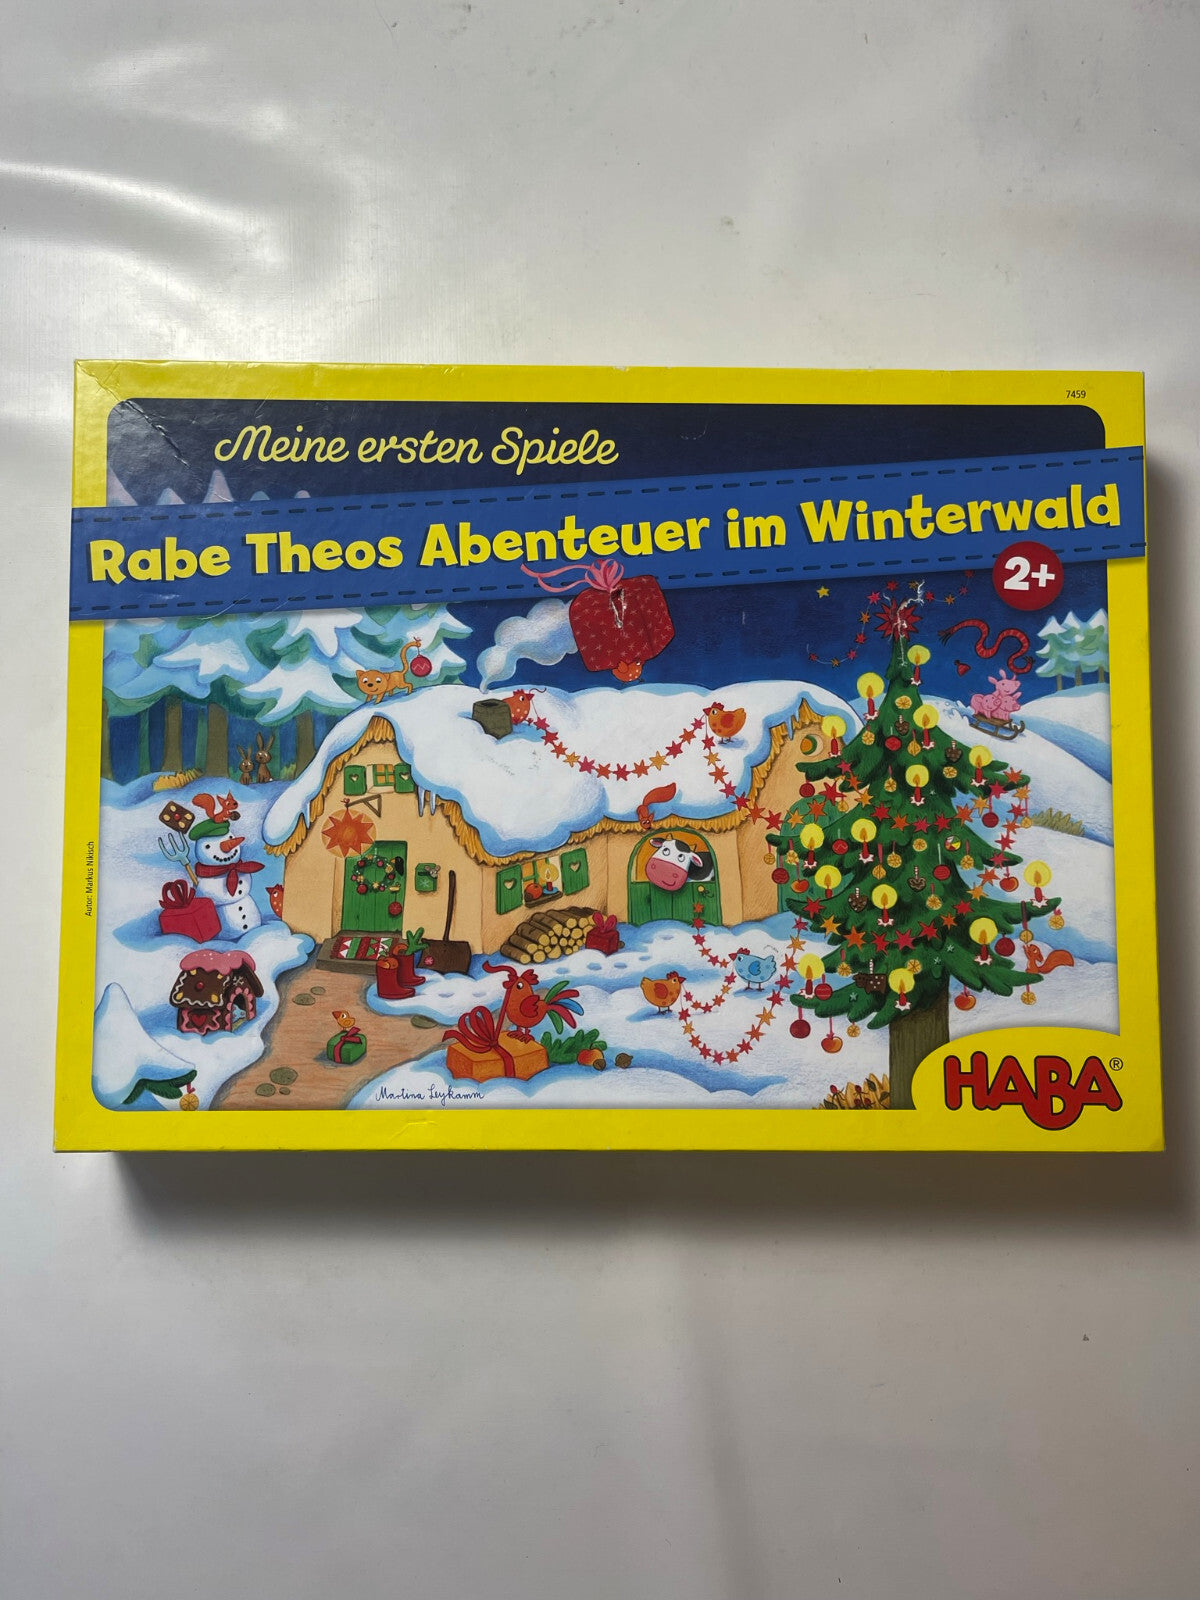 7459
Meine ersten Spiele
Rabe Theos Abenteuer im Winterwald
2+
Autor: Markus Nikisch
Martina Leykamm
HABA®